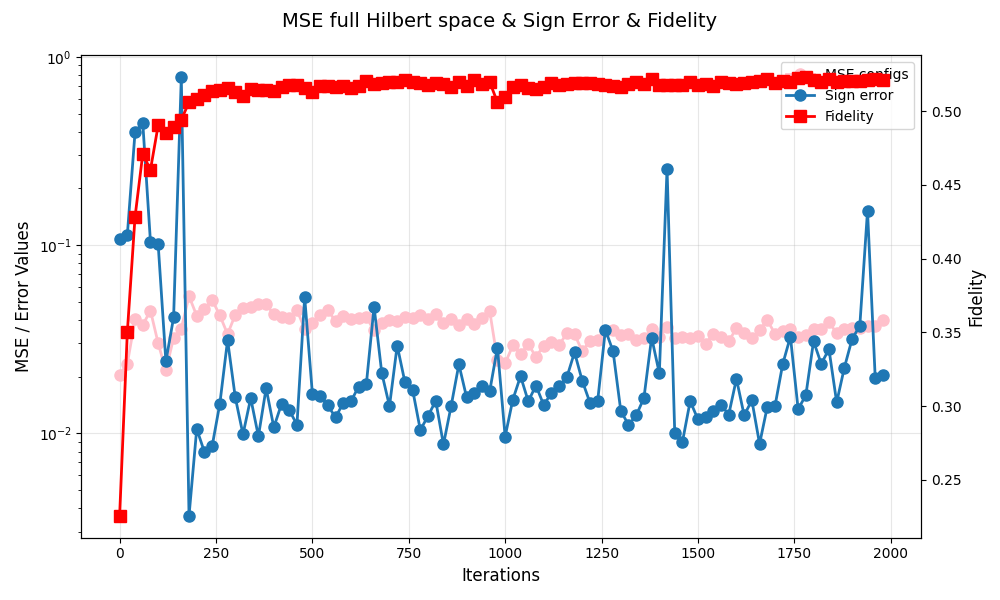 MSE full Hilbert space & Sign Error & Fidelity
MSE configs
Sign error
Fidelity
MSE / Error Values
10⁰
10⁻¹
10⁻²
0.50
0.45
0.40
0.35
0.30
0.25
Fidelity
0 250 500 750 1000 1250 1500 1750 2000
Iterations